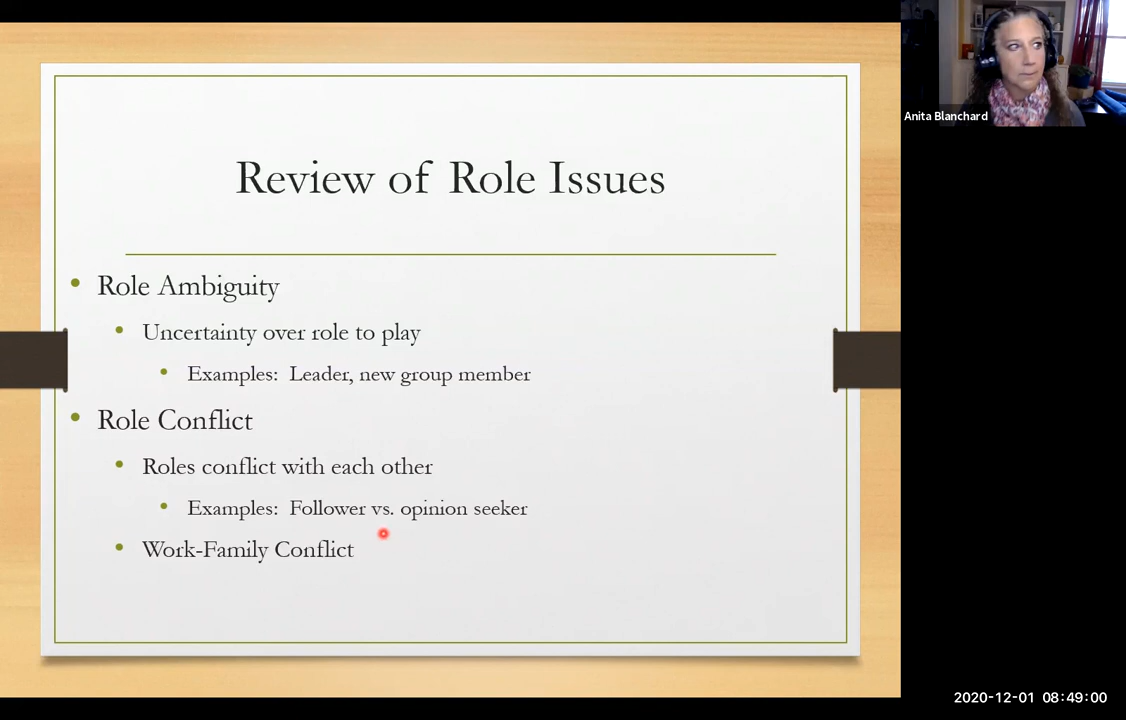 Review of Role Issues
Role Ambiguity
Uncertainty over role to play
Examples: Leader, new group member
Role Conflict
Roles conflict with each other
Examples: Follower vs. opinion seeker
Work-Family Conflict
Anita Blanchard
2020-12-01 08:49:00